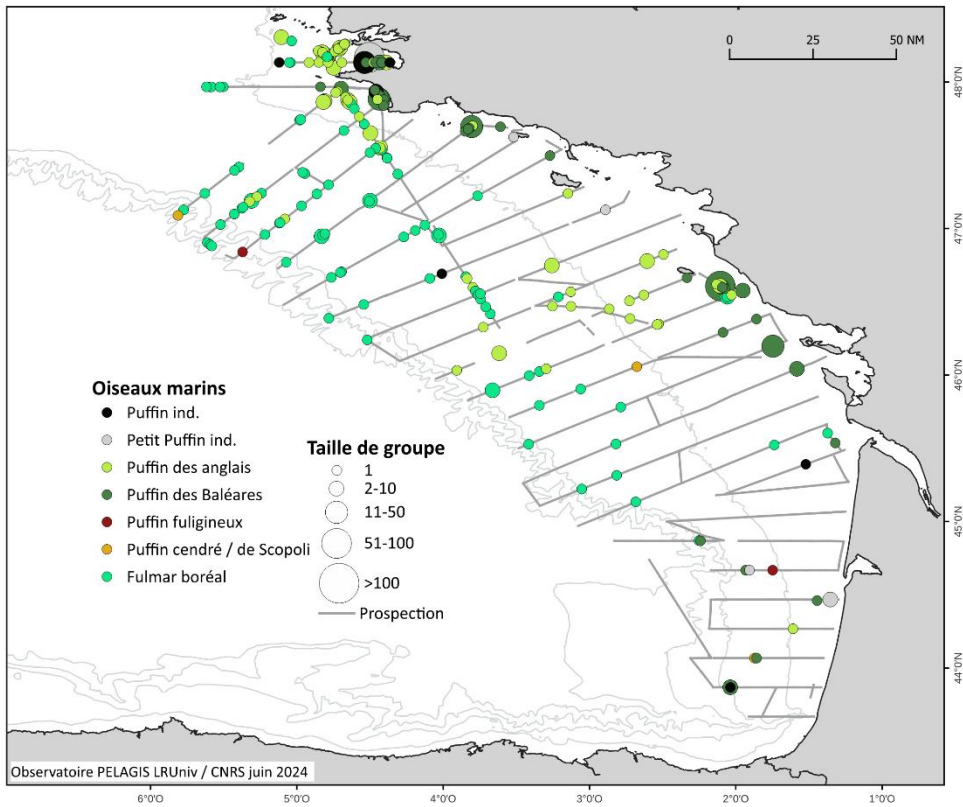 0 25 50 NM
48°0'N
47°0'N
46°0'N
45°0'N
44°0'N
Oiseaux marins
Puffin ind.
Petit Puffin ind.
Puffin des anglais
Puffin des Baléares
Puffin fuligineux
Puffin cendré / de Scopoli
Fulmar boréal
Taille de groupe
1
2-10
11-50
51-100
>100
Prospection
Observatoire PELAGIS LRUniv / CNRS juin 2024
6°0'O 5°0'O 4°0'O 3°0'O 2°0'O 1°0'O